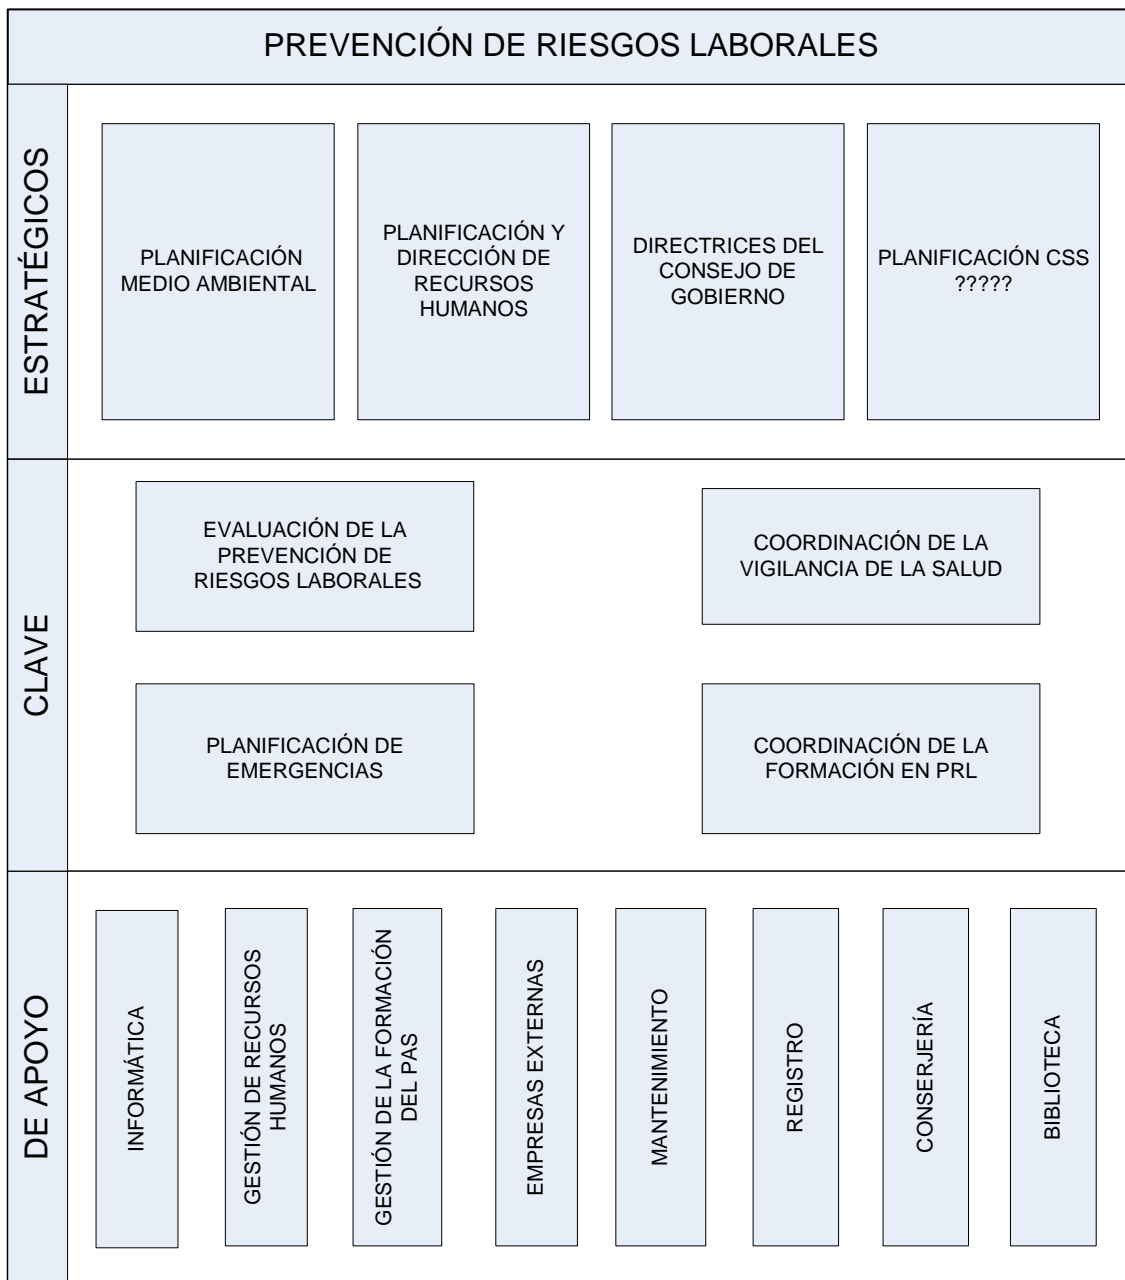 PREVENCIÓN DE RIESGOS LABORALES
ESTRATÉGICOS
PLANIFICACIÓN
MEDIO AMBIENTAL
PLANIFICACIÓN Y
DIRECCIÓN DE
RECURSOS
HUMANOS
DIRECTRICES DEL
CONSEJO DE
GOBIERNO
PLANIFICACIÓN CSS
?????
CLAVE
EVALUACIÓN DE LA
PREVENCIÓN DE
RIESGOS LABORALES
COORDINACIÓN DE LA
VIGILANCIA DE LA SALUD
PLANIFICACIÓN DE
EMERGENCIAS
COORDINACIÓN DE LA
FORMACIÓN EN PRL
DE APOYO
INFORMÁTICA
GESTIÓN DE RECURSOS
HUMANOS
GESTIÓN DE LA FORMACIÓN
DEL PAS
EMPRESAS EXTERNAS
MANTENIMIENTO
REGISTRO
CONSERJERÍA
BIBLIOTECA